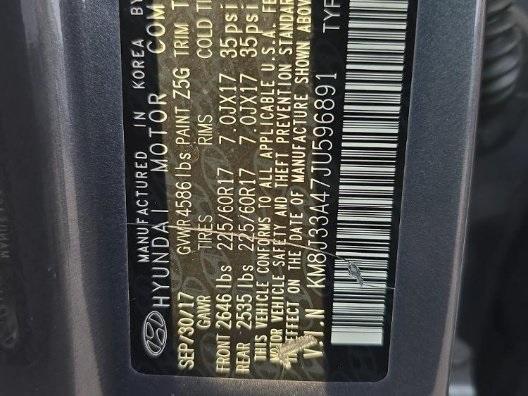 MANUFACTURED IN KOREA BY
HYUNDAI MOTOR COM
SEP/30/17 GVWR 4586 lbs PAINT Z5G TRIM T
GAWR TIRES RIMS COLD TI
FRONT 2646 lbs 225/60R17 7.0JX17 35psi
REAR 2535 lbs 225/60R17 7.0JX17 35psi
THIS VEHICLE CONFORMS TO ALL APPLICABLE U.S.A. FE
MOTOR VEHICLE SAFETY AND THEFT PREVENTION STANDAR
EFFECT ON THE DATE OF MANUFACTURE SHOWN ABOV
V.I.N KM8J33A47JU596891 TYP